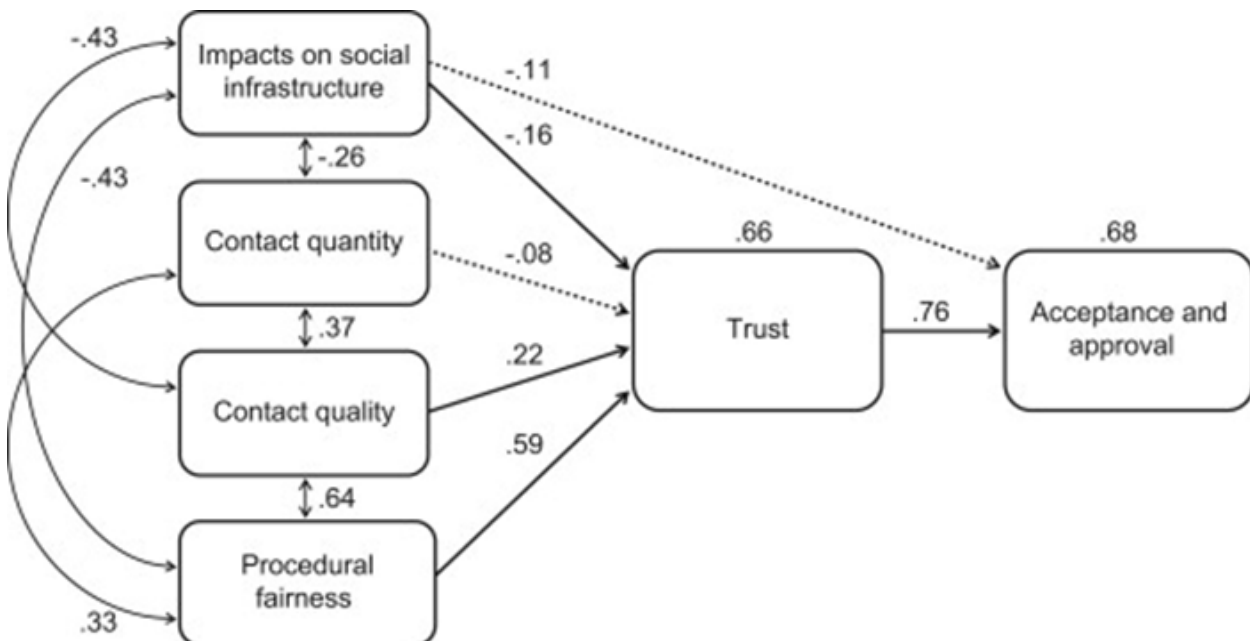 -.43
Impacts on social
infrastructure
-.11
-.16
-.43
-.26
Contact quantity
-.08
.66
.68
.37
Trust
.76
Acceptance and
approval
Contact quality
.22
.59
.64
Procedural
fairness
.33